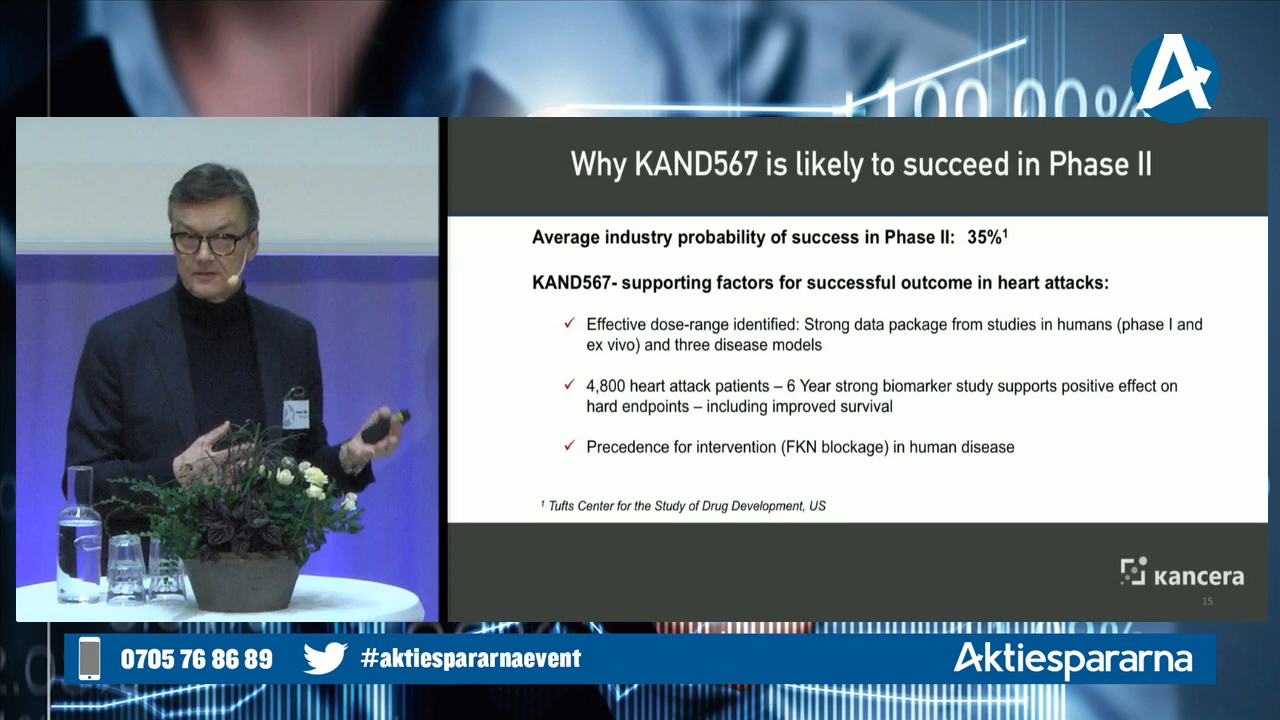 +100.00%
Why KAND567 is likely to succeed in Phase II
Average industry probability of success in Phase II: 35%¹
KAND567- supporting factors for successful outcome in heart attacks:
✓ Effective dose-range identified: Strong data package from studies in humans (phase I and
ex vivo) and three disease models
✓ 4,800 heart attack patients – 6 Year strong biomarker study supports positive effect on
hard endpoints – including improved survival
✓ Precedence for intervention (FKN blockage) in human disease
¹ Tufts Center for the Study of Drug Development, US
kancera
15
0705 76 86 89
#aktiespararnaevent
Aktiespararna